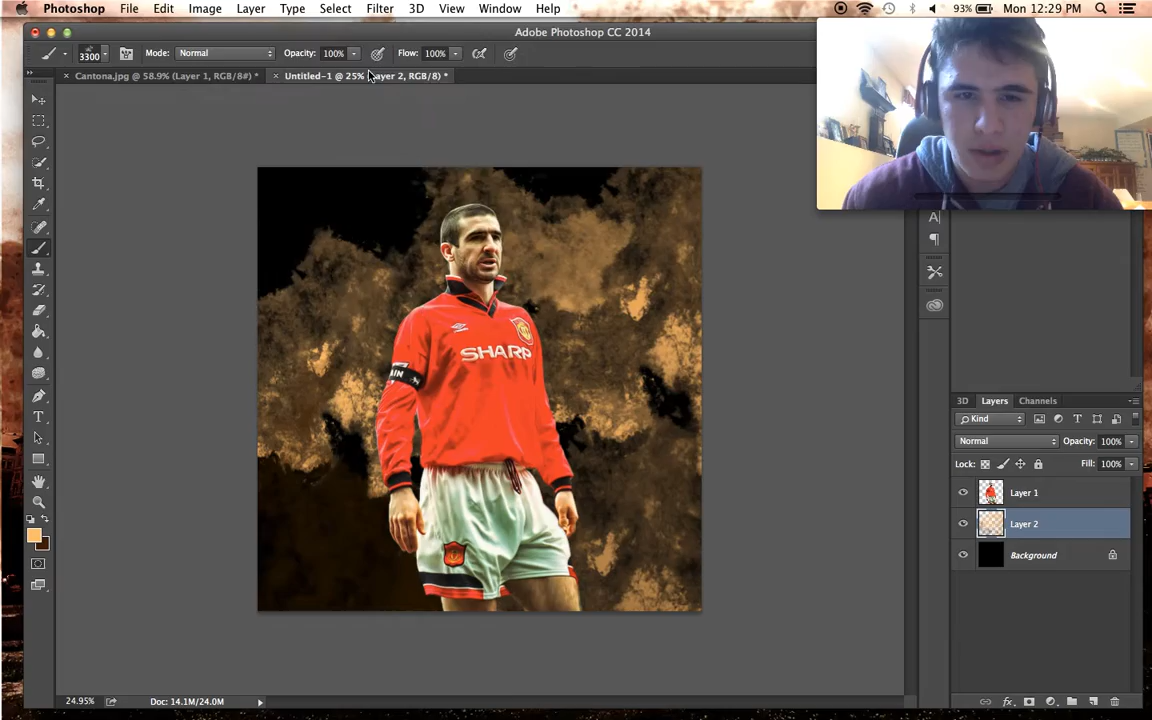 Photoshop File Edit Image Layer Type Select Filter 3D View Window Help 93% Mon 12:29 PM
Adobe Photoshop CC 2014
3300 Mode: Normal Opacity: 100% Flow: 100%
Cantona.jpg @ 58.9% (Layer 1, RGB/8#) * Untitled-1 @ 25% (Layer 2, RGB/8) *
A
SHARP
3D Layers Channels
Kind
Normal Opacity: 100%
Lock: Fill: 100%
Layer 1
Layer 2
Background
24.95% Doc: 14.1M/24.0M